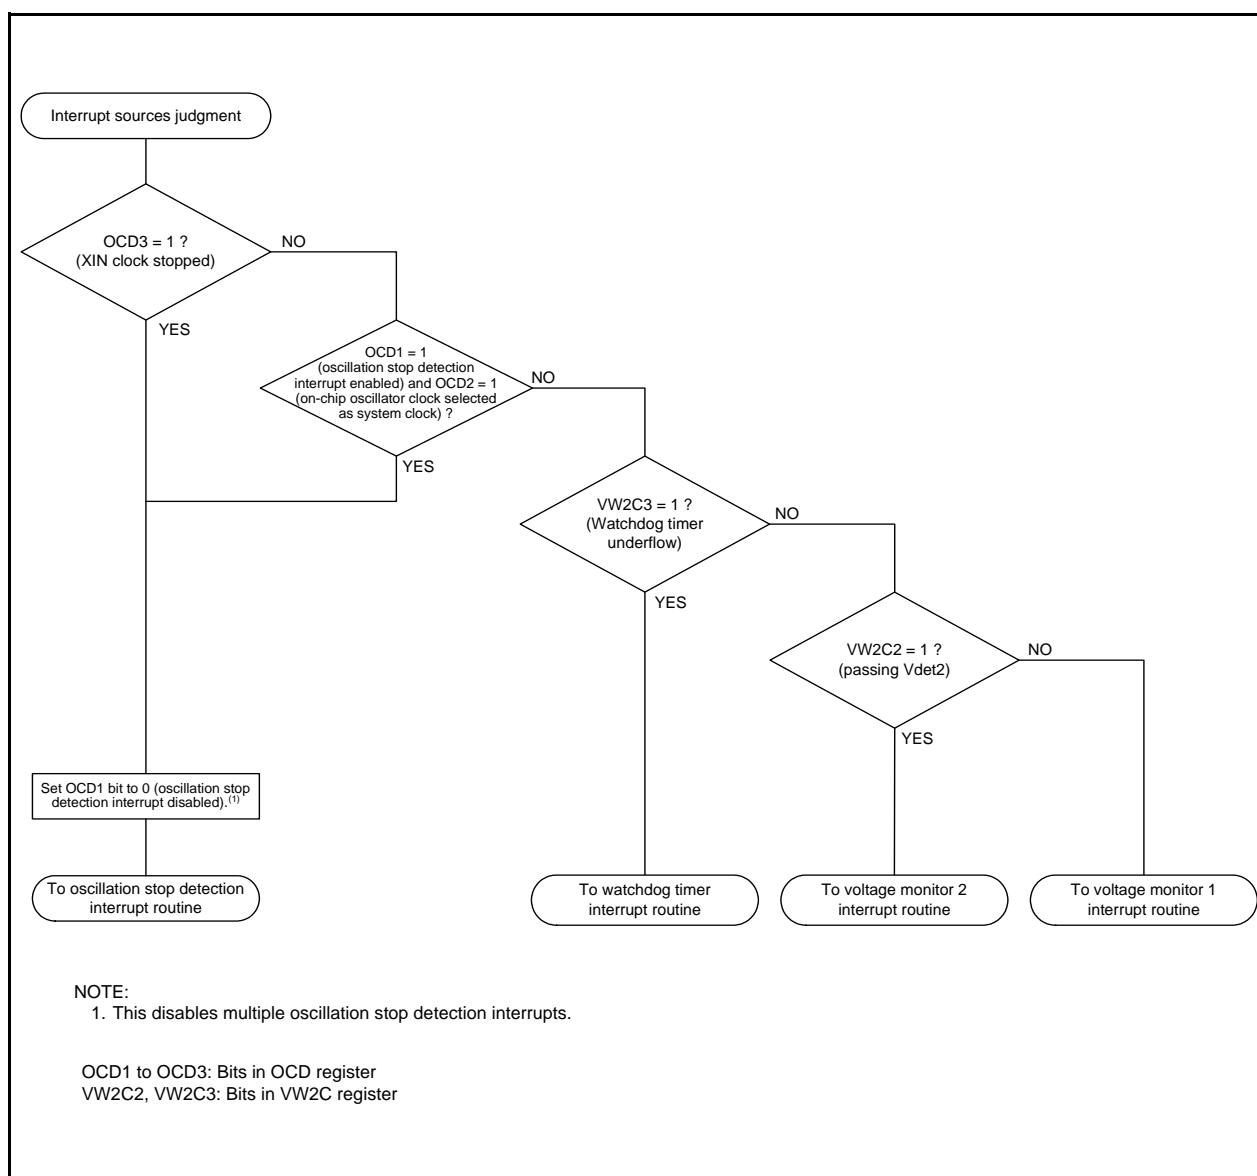 Interrupt sources judgment
OCD3 = 1 ?
(XIN clock stopped)
NO
YES
OCD1 = 1
(oscillation stop detection
interrupt enabled) and OCD2 = 1
(on-chip oscillator clock selected
as system clock) ?
NO
YES
VW2C3 = 1 ?
(Watchdog timer
underflow)
NO
YES
VW2C2 = 1 ?
(passing Vdet2)
NO
YES
Set OCD1 bit to 0 (oscillation stop
detection interrupt disabled).(1)
To oscillation stop detection
interrupt routine
To watchdog timer
interrupt routine
To voltage monitor 2
interrupt routine
To voltage monitor 1
interrupt routine
NOTE:
1. This disables multiple oscillation stop detection interrupts.
OCD1 to OCD3: Bits in OCD register
VW2C2, VW2C3: Bits in VW2C register